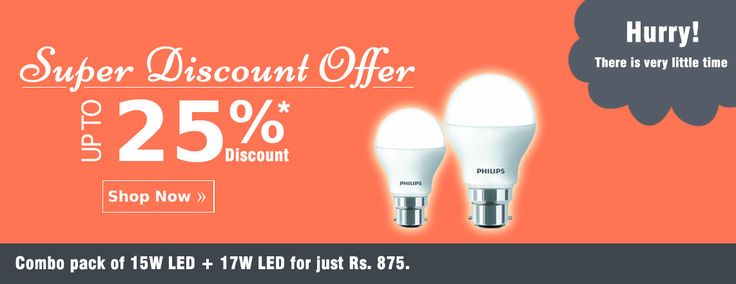 Super Discount Offer
UP TO 25%*
Discount
Shop Now »
PHILIPS
PHILIPS
Hurry!
There is very little time
Combo pack of 15W LED + 17W LED for just Rs. 875.